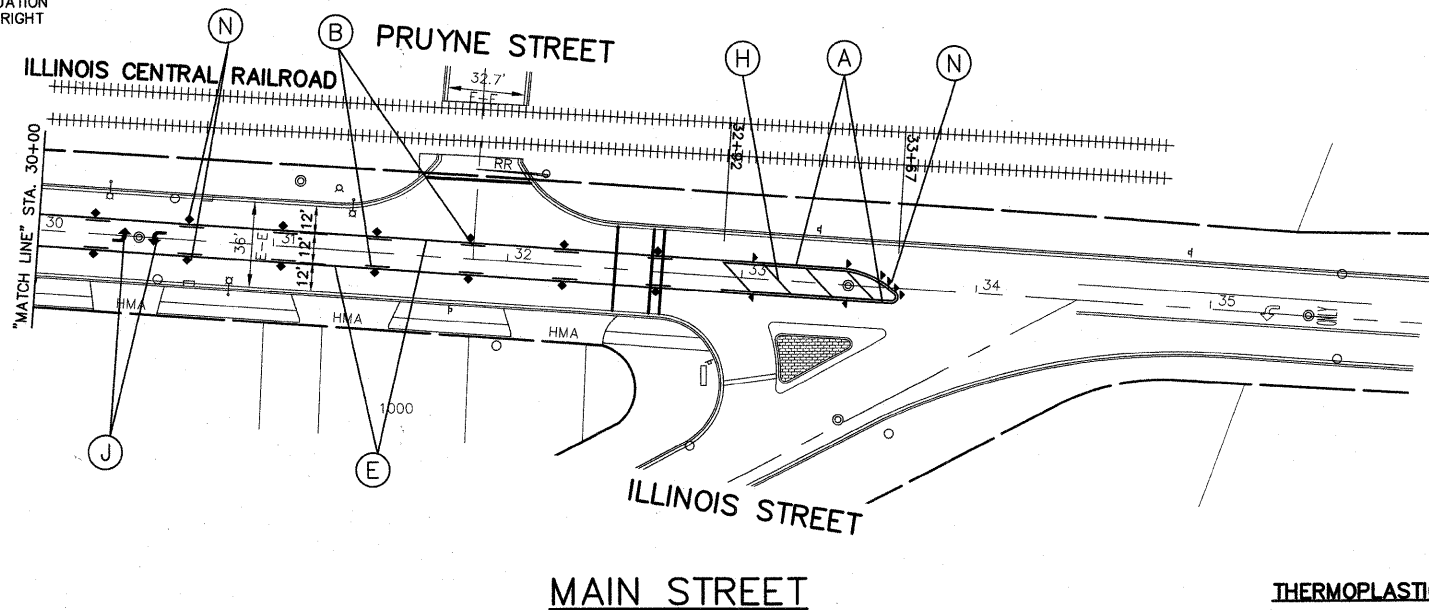 UATION
RIGHT
N
B
PRUYNE STREET
H
A
N
ILLINOIS CENTRAL RAILROAD
32.7'
E-E
32+92
33+67
"MATCH LINE" STA. 30+00
RR
30
36'
E-E
31
12'
12'
12'
32
33
34
35
HMA
HMA
HMA
1000
J
E
ILLINOIS STREET
MAIN STREET
THERMOPLASTI